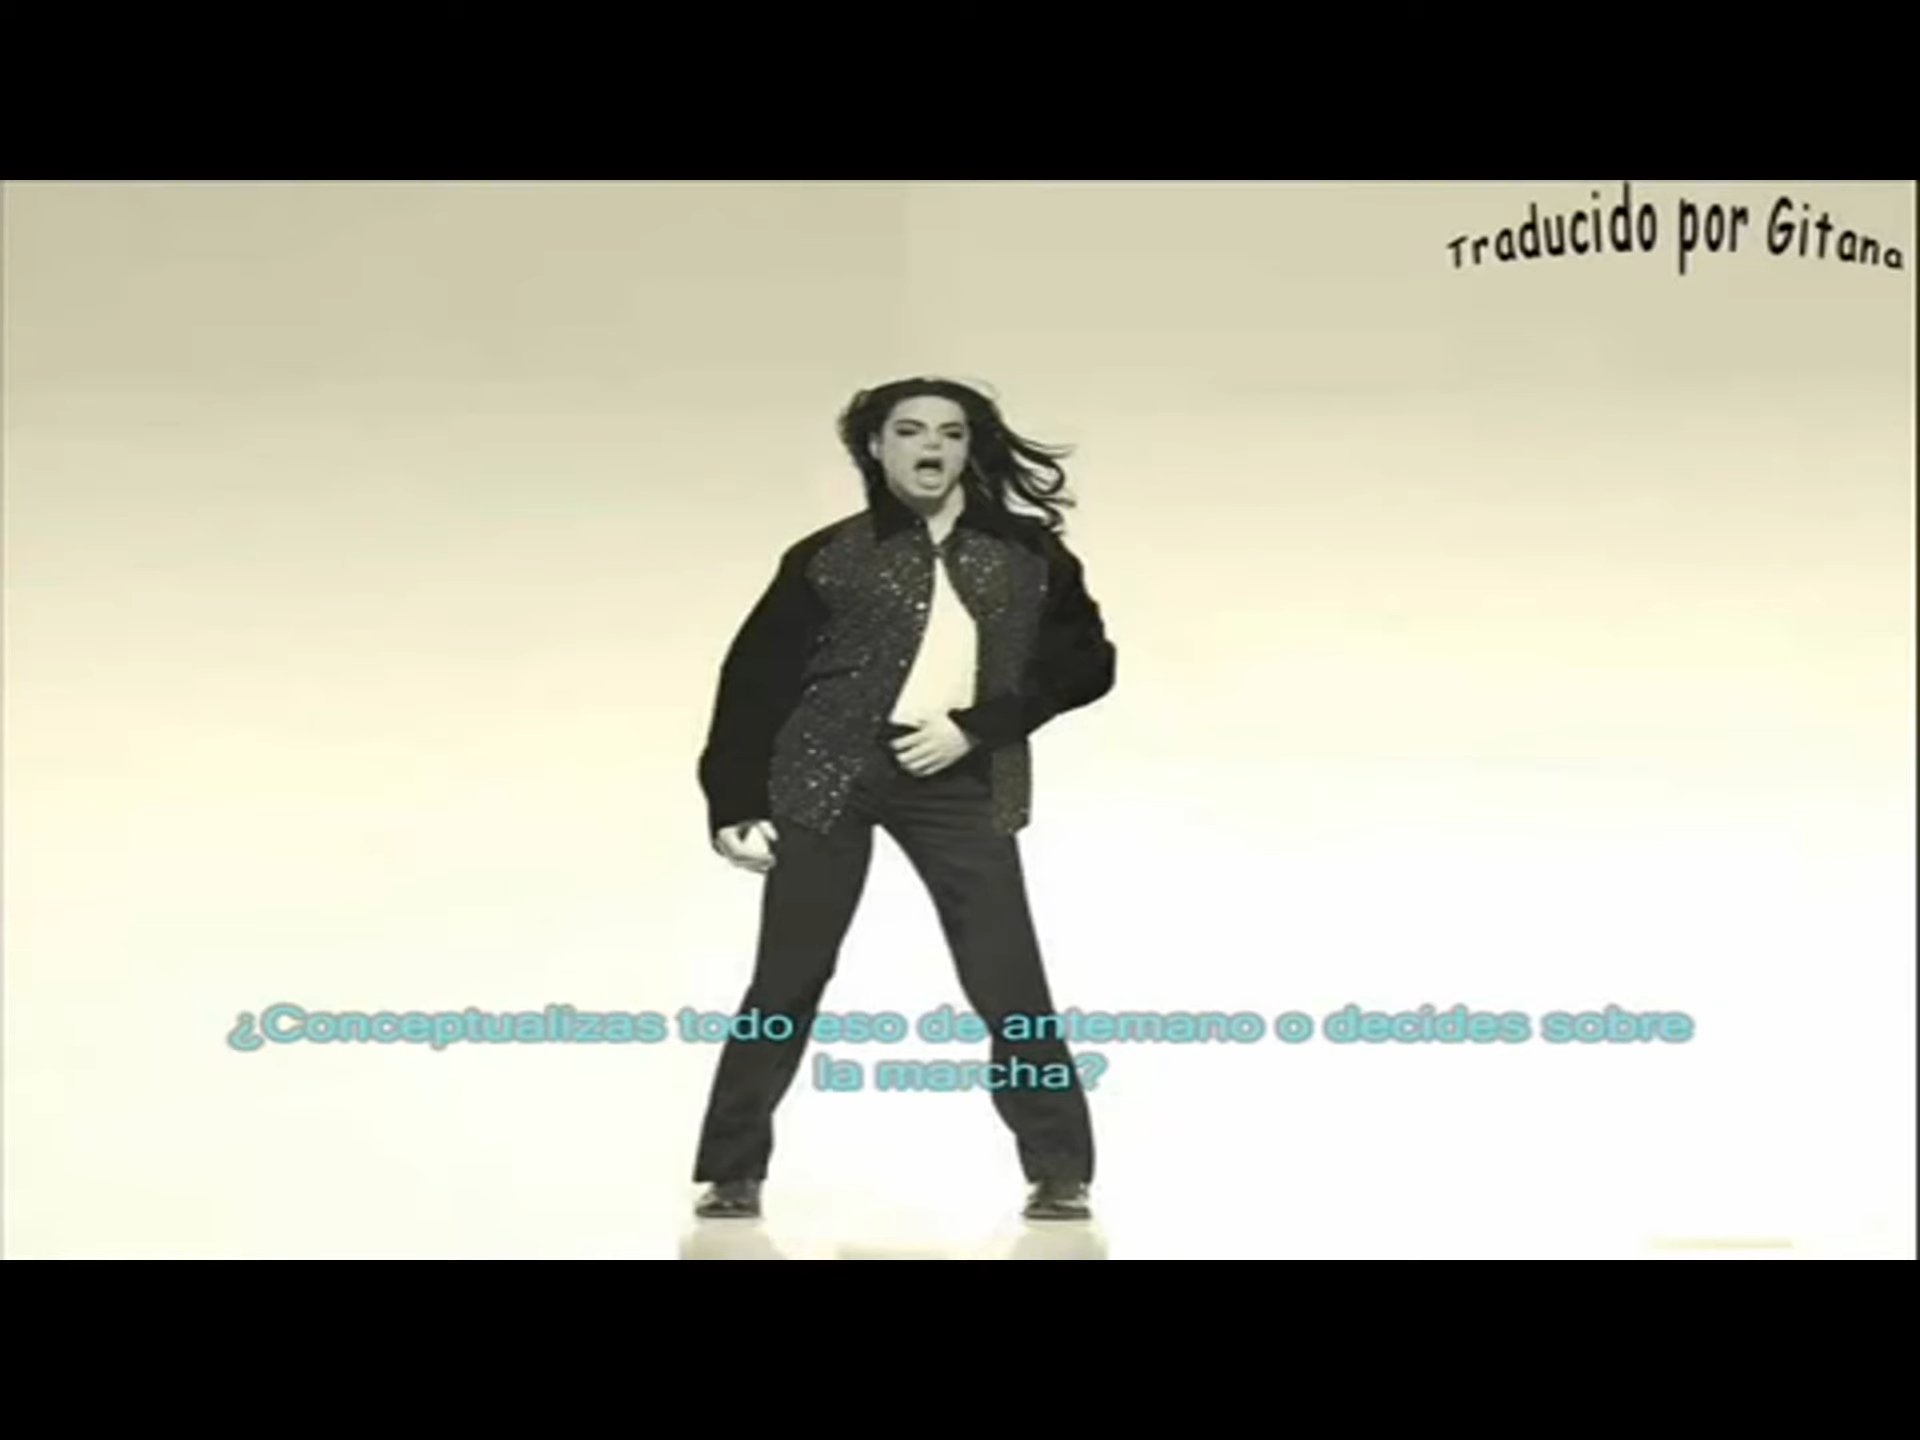 Traducido por Gitana
¿Conceptualizas todo eso de antemano o decides sobre
la marcha?